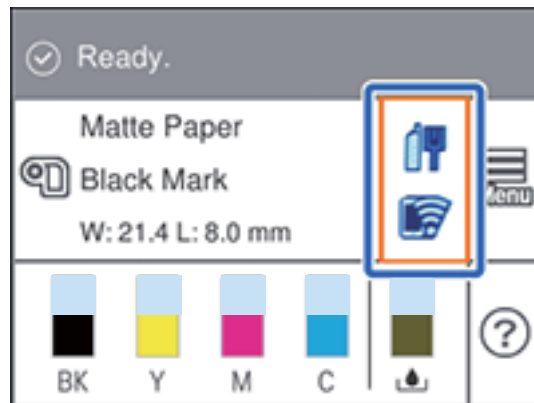 Ready.
Matte Paper
Black Mark
W: 21.4 L: 8.0 mm
Menu
BK Y M C
?